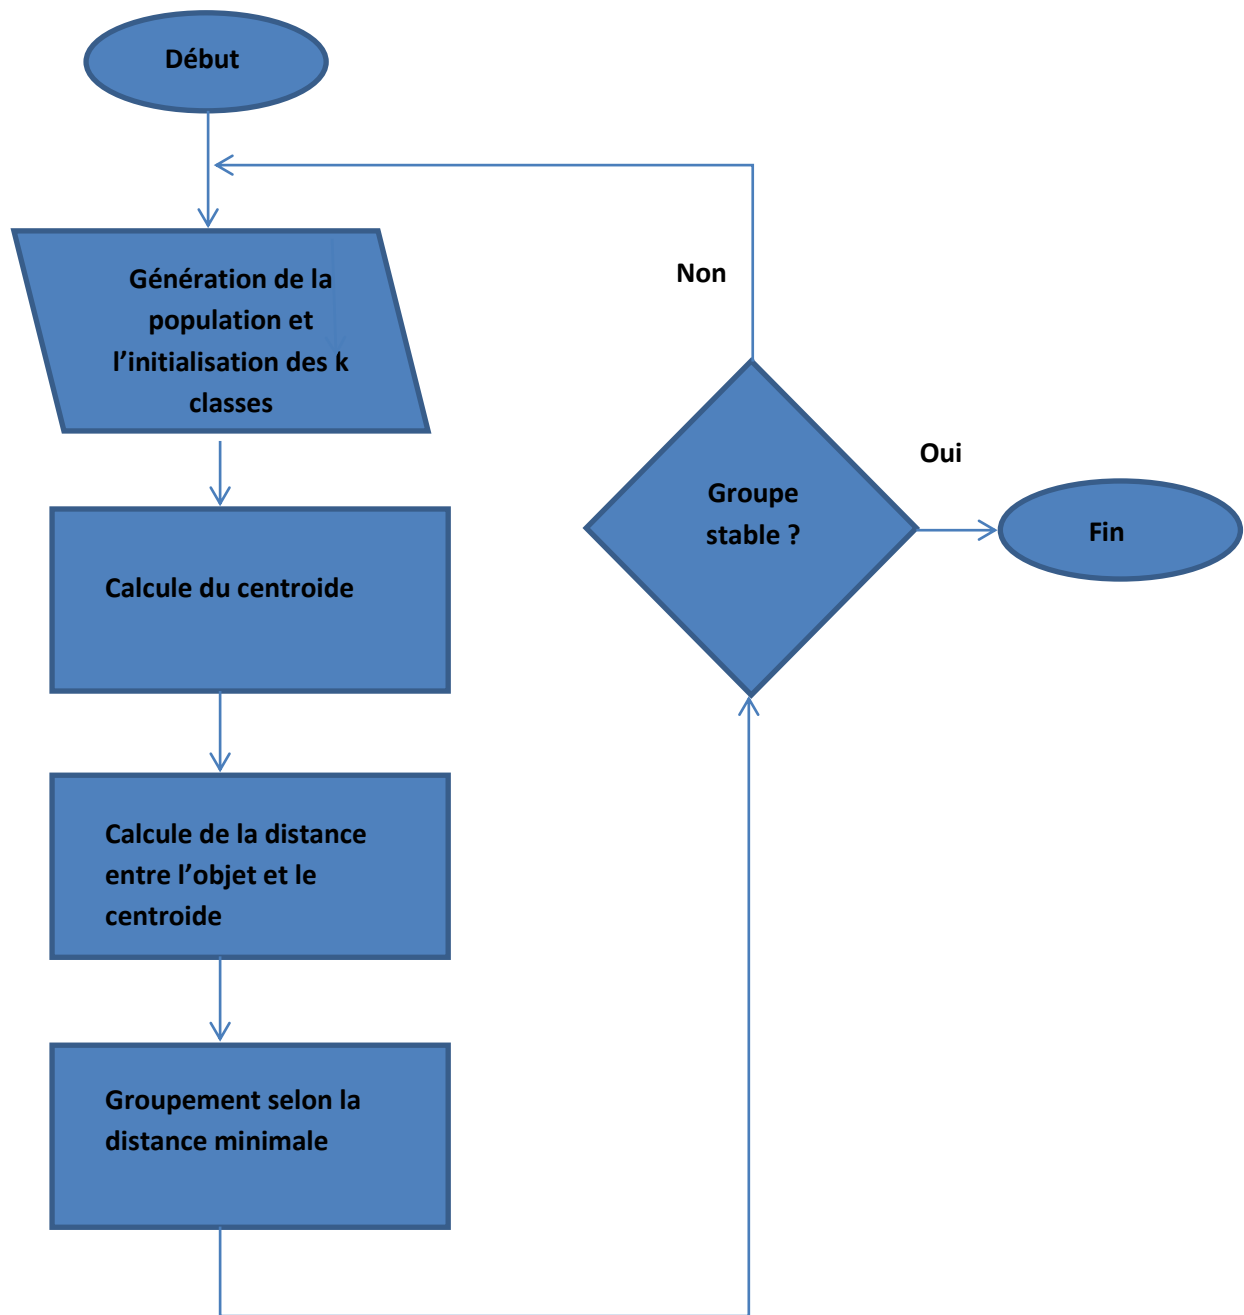 Début
Génération de la
population et
l’initialisation des k
classes
Calcule du centroide
Calcule de la distance
entre l’objet et le
centroide
Groupement selon la
distance minimale
Non
Groupe
stable ?
Oui
Fin